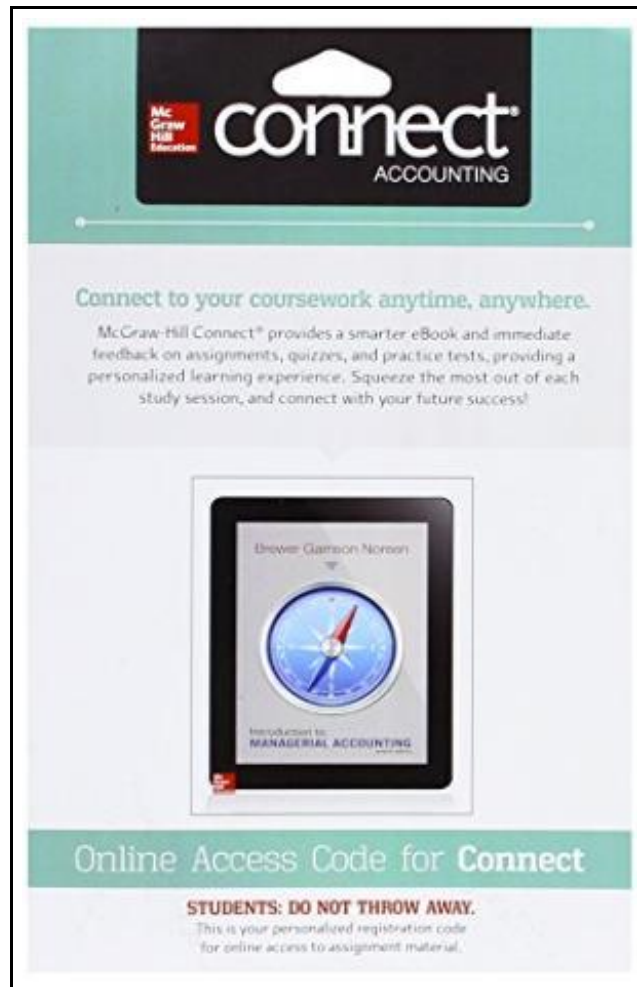 Mc
Graw
Hill
Education
connect®
ACCOUNTING
Connect to your coursework anytime, anywhere.
McGraw-Hill Connect® provides a smarter eBook and immediate
feedback on assignments, quizzes, and practice tests, providing a
personalized learning experience. Squeeze the most out of each
study session, and connect with your future success!
Brewer Garrison Noreen
Introduction to
MANAGERIAL ACCOUNTING
Mc
Graw
Hill
Online Access Code for Connect
STUDENTS: DO NOT THROW AWAY.
This is your personalized registration code
for online access to assignment material.